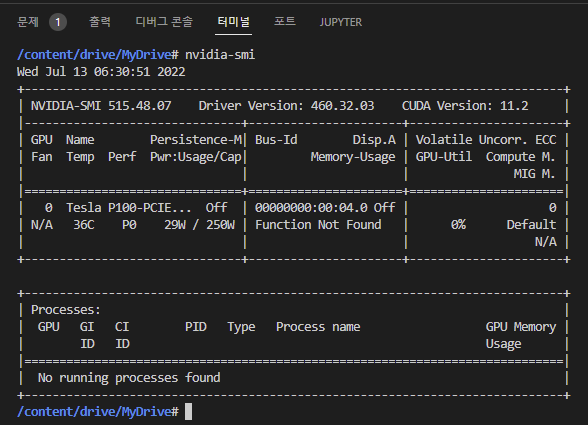 문제 1 출력 디버그 콘솔 터미널 포트 JUPYTER
/content/drive/MyDrive# nvidia-smi
Wed Jul 13 06:30:51 2022
+-----------------------------------------------------------------------------+
| NVIDIA-SMI 515.48.07    Driver Version: 460.32.03    CUDA Version: 11.2     |
|-------------------------------+----------------------+----------------------+
| GPU  Name        Persistence-M| Bus-Id        Disp.A | Volatile Uncorr. ECC |
| Fan  Temp  Perf  Pwr:Usage/Cap|         Memory-Usage | GPU-Util  Compute M. |
|                               |                      |               MIG M. |
|===============================+======================+======================|
|   0  Tesla P100-PCIE...  Off  | 00000000:00:04.0 Off |                    0 |
| N/A   36C    P0    29W / 250W | Function Not Found   |      0%      Default |
|                               |                      |                  N/A |
+-------------------------------+----------------------+----------------------+
+-----------------------------------------------------------------------------+
| Processes:                                                                  |
|  GPU   GI   CI        PID   Type   Process name                  GPU Memory |
|        ID   ID                                                   Usage      |
|=============================================================================|
|  No running processes found                                                 |
+-----------------------------------------------------------------------------+
/content/drive/MyDrive#